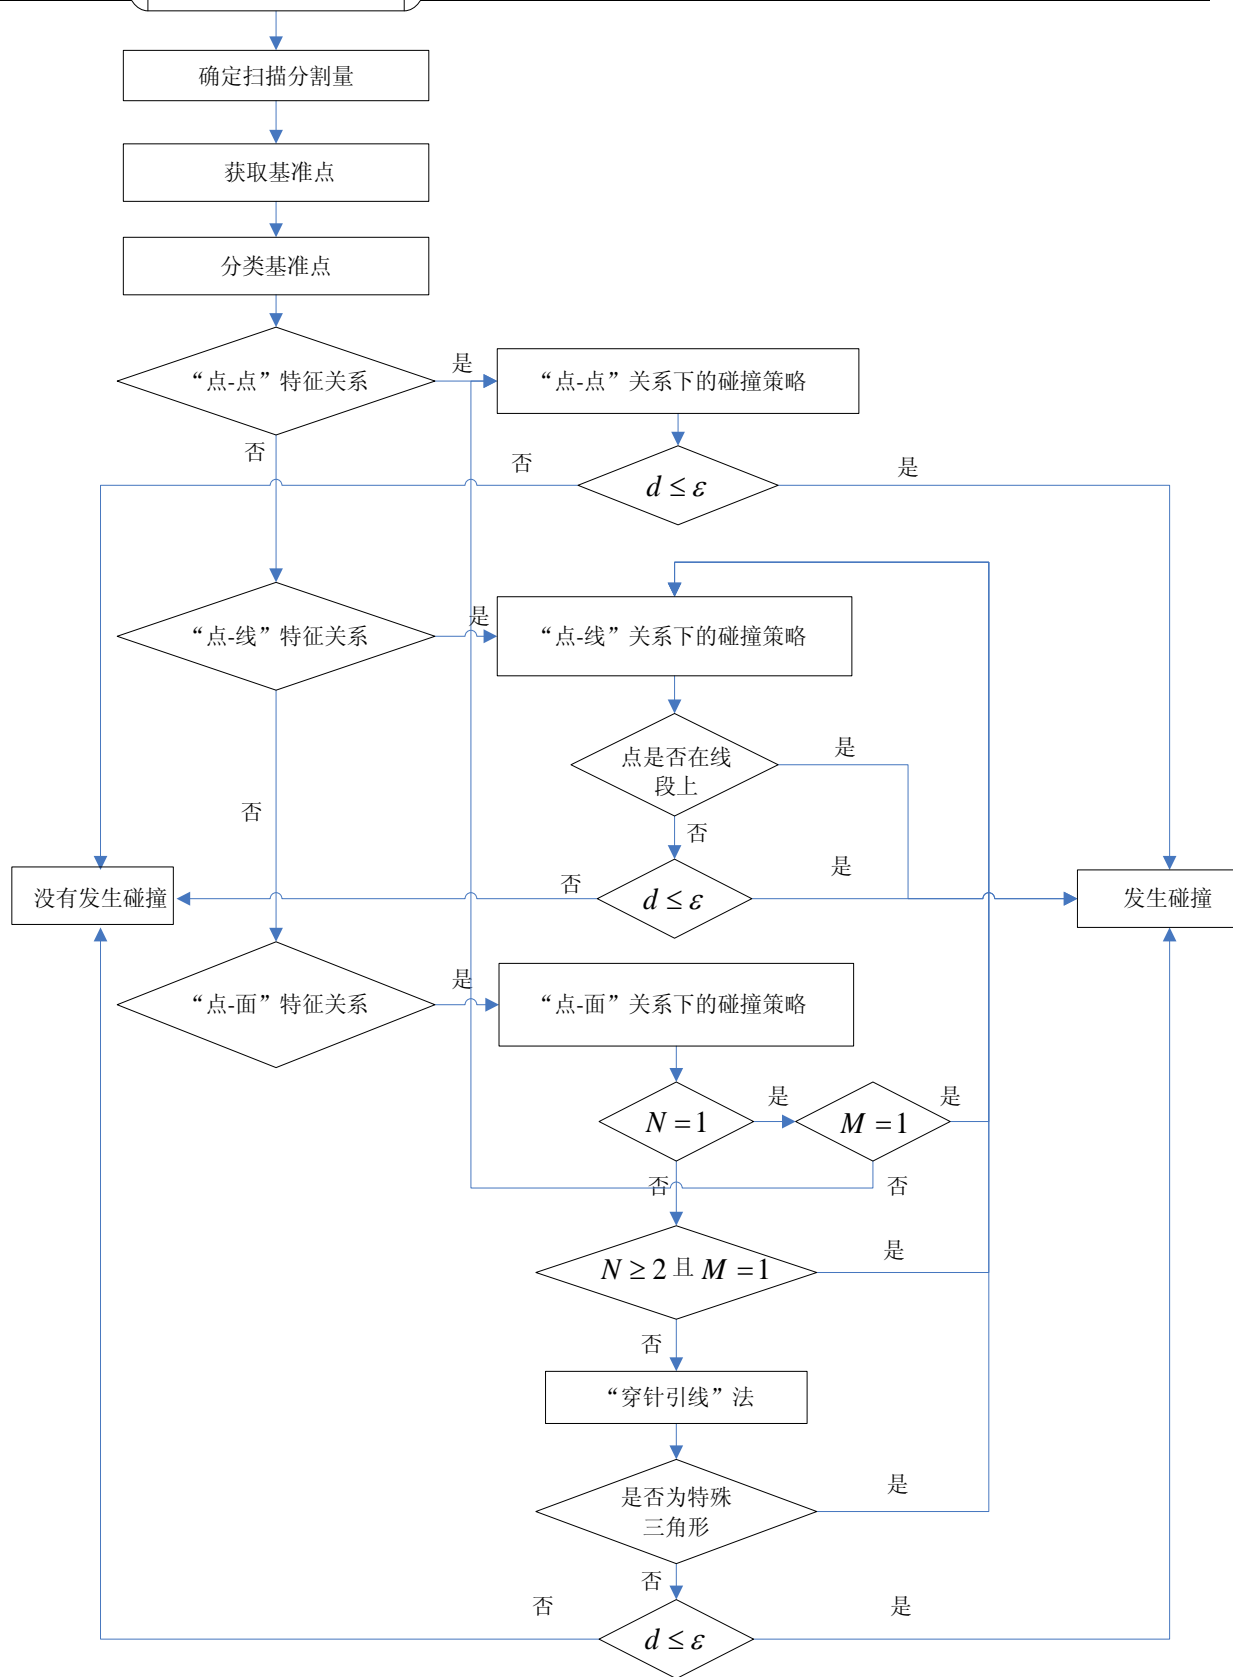 确定扫描分割量
获取基准点
分类基准点
“点-点”特征关系
是
“点-点”关系下的碰撞策略
否
否
d ≤ ε
是
“点-线”特征关系
是
“点-线”关系下的碰撞策略
点是否在线
段上
是
否
否
没有发生碰撞
否
d ≤ ε
是
发生碰撞
“点-面”特征关系
是
“点-面”关系下的碰撞策略
N = 1
是
M = 1
是
否
否
N ≥ 2 且 M = 1
是
否
“穿针引线”法
是否为特殊
三角形
是
否
否
d ≤ ε
是